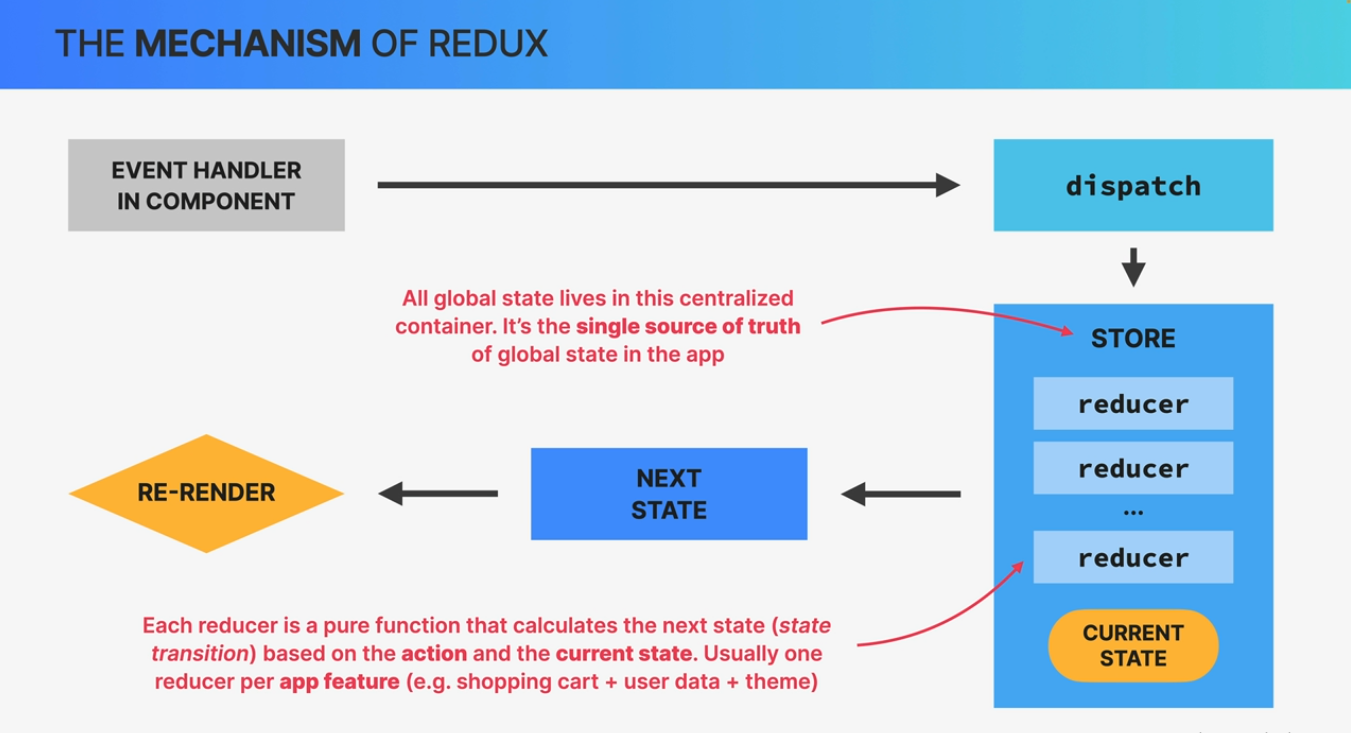 THE MECHANISM OF REDUX
EVENT HANDLER
IN COMPONENT
dispatch
All global state lives in this centralized
container. It’s the single source of truth
of global state in the app
STORE
reducer
reducer
...
reducer
CURRENT
STATE
NEXT
STATE
RE-RENDER
Each reducer is a pure function that calculates the next state (state
transition) based on the action and the current state. Usually one
reducer per app feature (e.g. shopping cart + user data + theme)